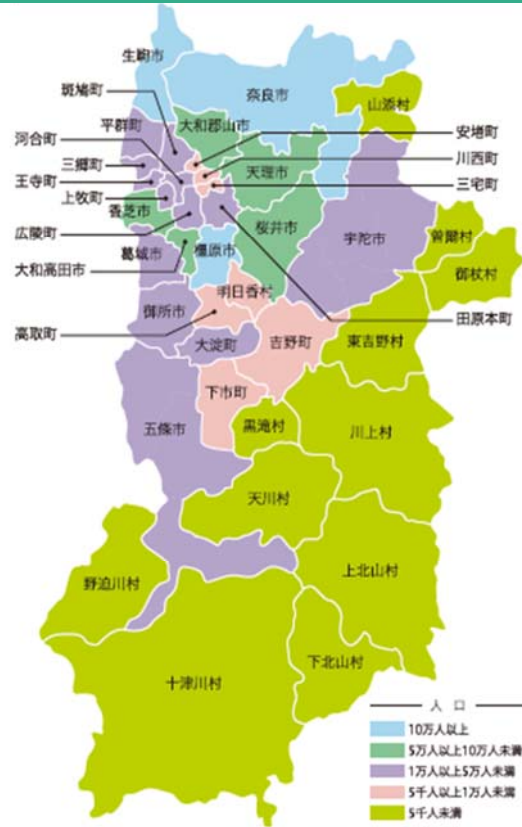 生駒市
奈良市
斑鳩町
山添村
平群町
大和郡山市
安堵町
河合町
川西町
三郷町
天理市
王寺町
三宅町
上牧町
香芝市
桜井市
宇陀市
広陵町
曽爾村
葛城市
橿原市
御杖村
大和高田市
明日香村
御所市
田原本町
高取町
大淀町
吉野町
東吉野村
下市町
五條市
黒滝村
川上村
天川村
上北山村
野迫川村
下北山村
十津川村
人口
10万人以上
5万人以上10万人未満
1万人以上5万人未満
5千人以上1万人未満
5千人未満